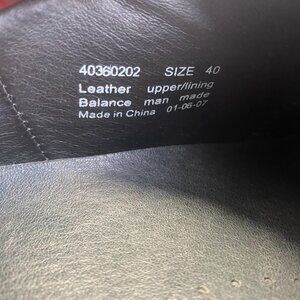 40360202 SIZE 40
Leather upper/lining
Balance man made
Made in China 01-06-07